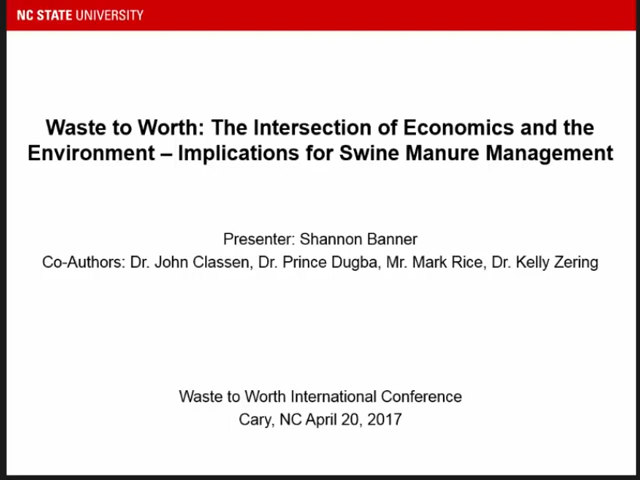 NC STATE UNIVERSITY
Waste to Worth: The Intersection of Economics and the
Environment – Implications for Swine Manure Management
Presenter: Shannon Banner
Co-Authors: Dr. John Classen, Dr. Prince Dugba, Mr. Mark Rice, Dr. Kelly Zering
Waste to Worth International Conference
Cary, NC April 20, 2017